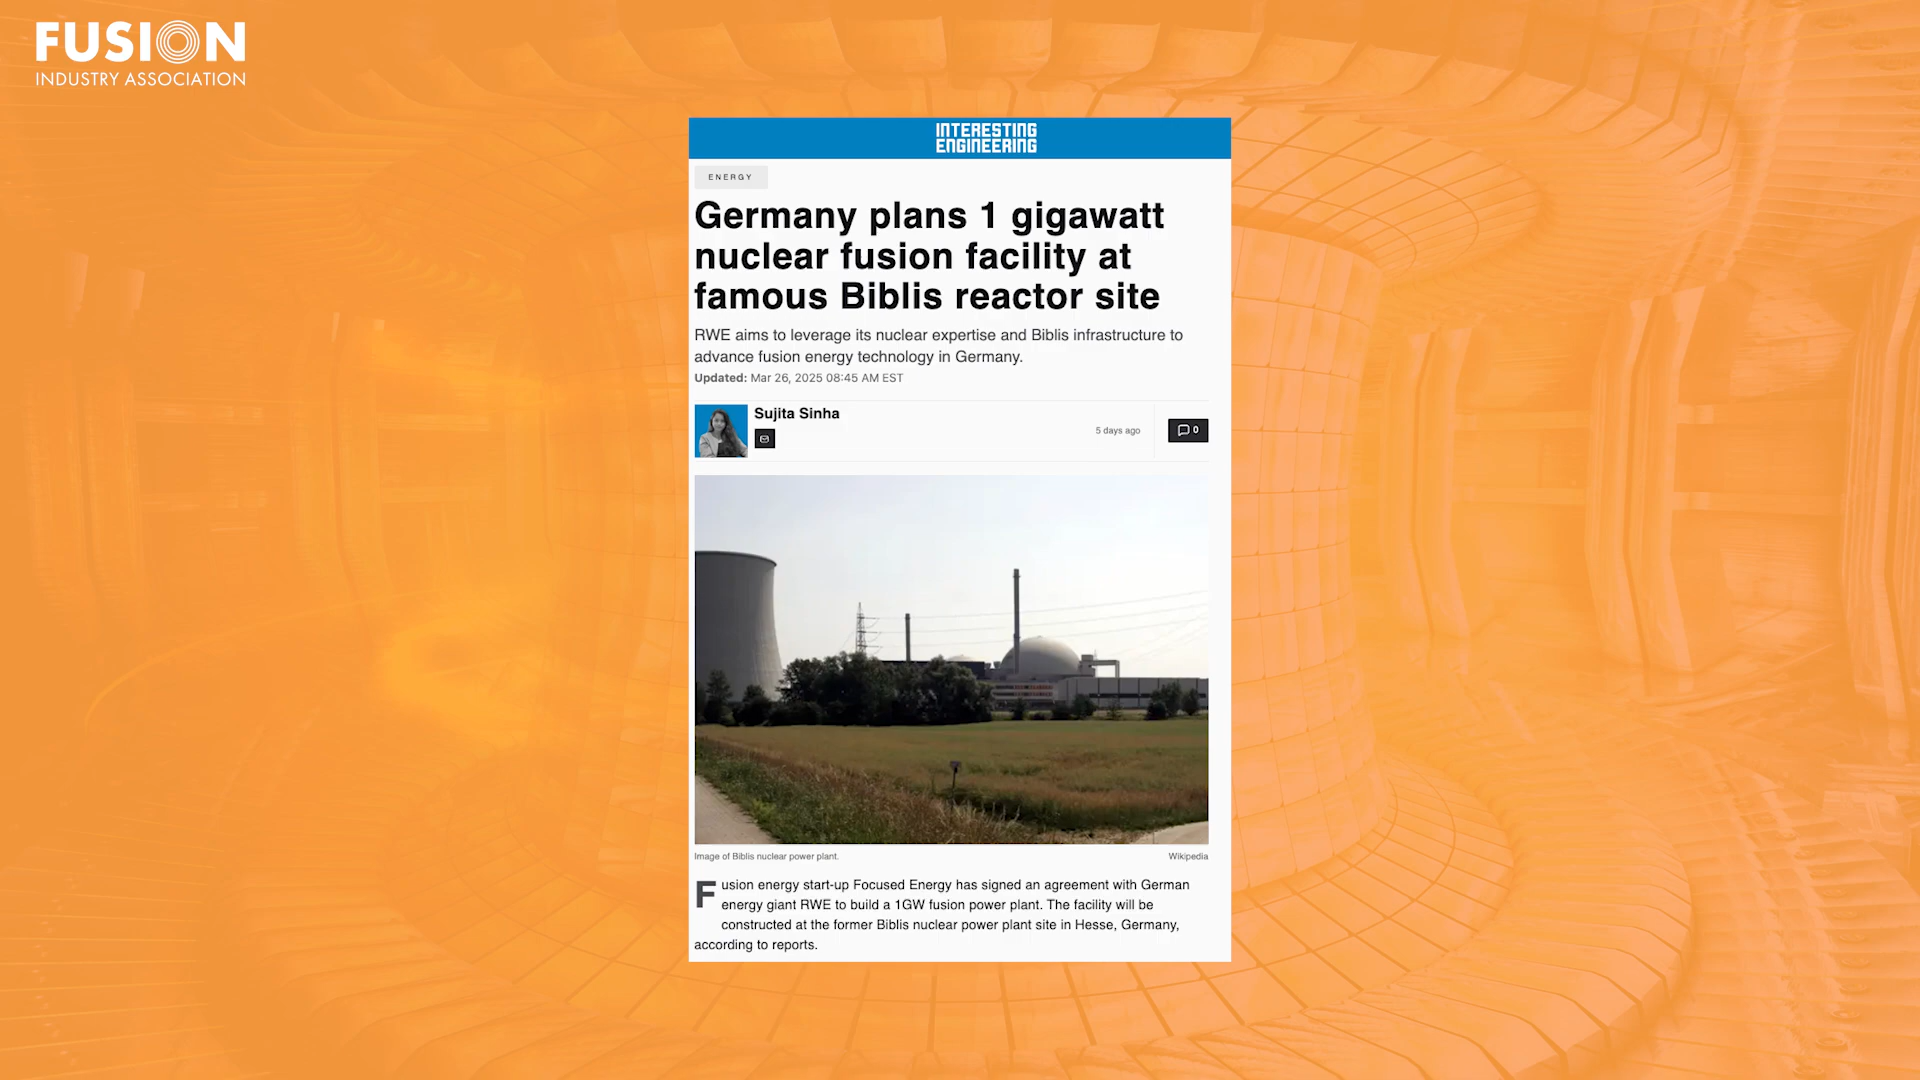 FUSION
INDUSTRY ASSOCIATION
INTERESTING
ENGINEERING
ENERGY
Germany plans 1 gigawatt
nuclear fusion facility at
famous Biblis reactor site
RWE aims to leverage its nuclear expertise and Biblis infrastructure to
advance fusion energy technology in Germany.
Updated: Mar 26, 2025 08:45 AM EST
Sujita Sinha
5 days ago
0
Image of Biblis nuclear power plant.
Wikipedia
Fusion energy start-up Focused Energy has signed an agreement with German
energy giant RWE to build a 1GW fusion power plant. The facility will be
constructed at the former Biblis nuclear power plant site in Hesse, Germany,
according to reports.